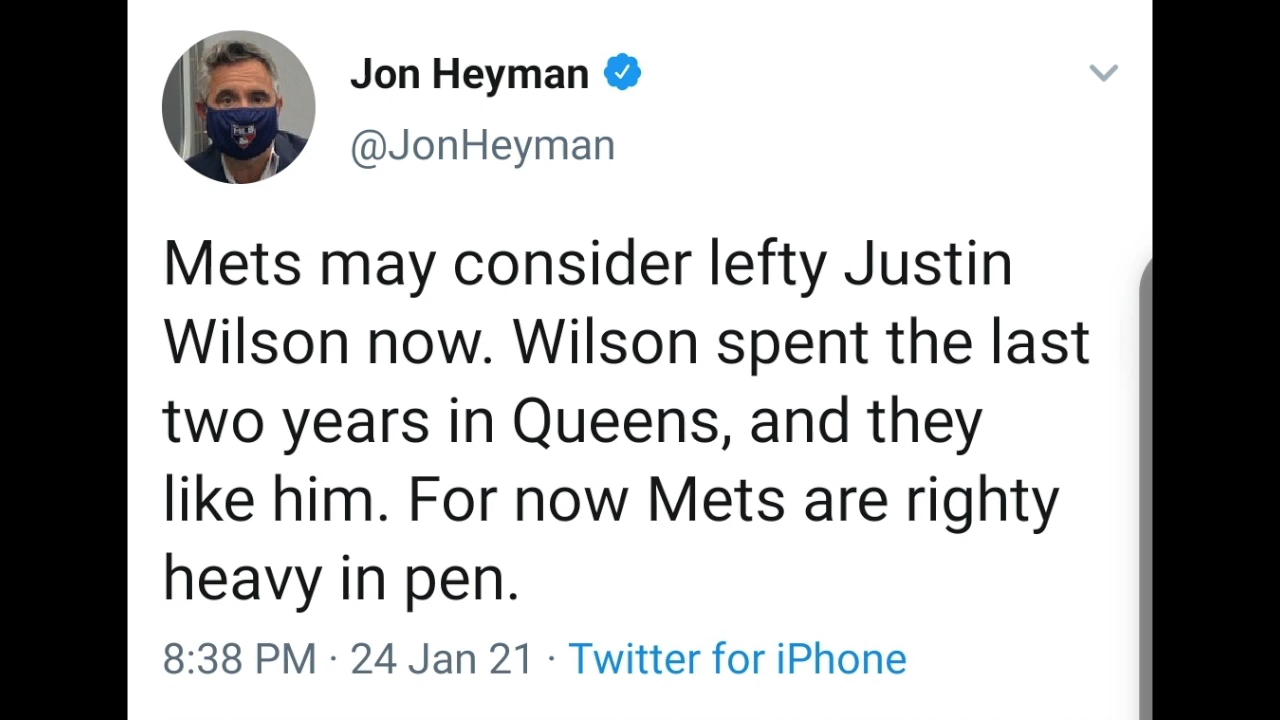 Jon Heyman
@JonHeyman
Mets may consider lefty Justin
Wilson now. Wilson spent the last
two years in Queens, and they
like him. For now Mets are righty
heavy in pen.
8:38 PM · 24 Jan 21 · Twitter for iPhone